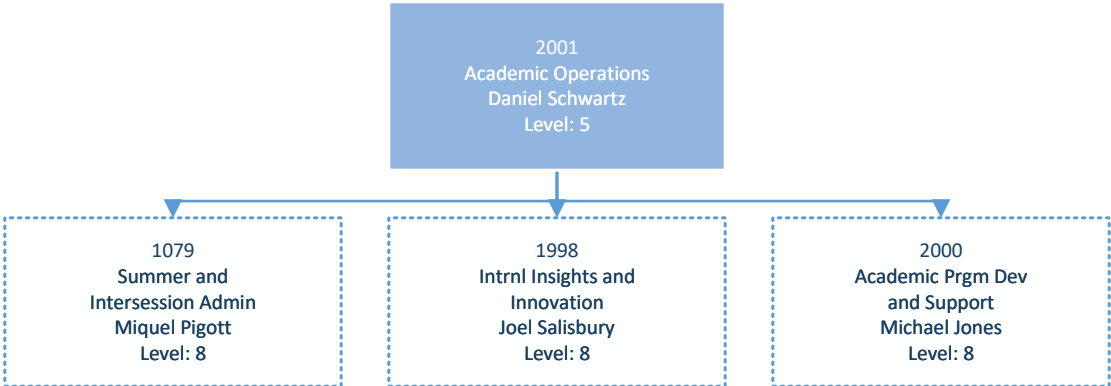 2001
Academic Operations
Daniel Schwartz
Level: 5
1079
Summer and
Intersession Admin
Miquel Pigott
Level: 8
1998
Intrnl Insights and
Innovation
Joel Salisbury
Level: 8
2000
Academic Prgm Dev
and Support
Michael Jones
Level: 8